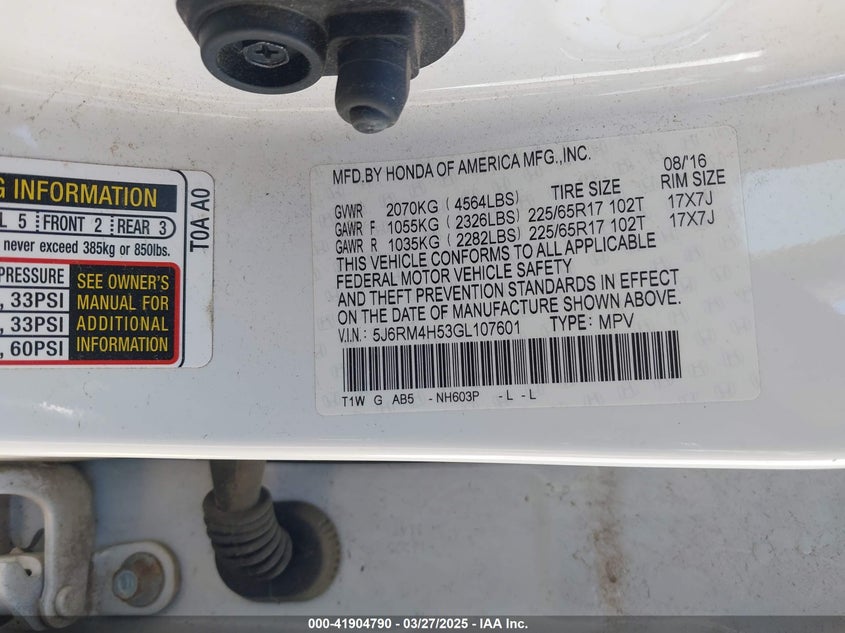 G INFORMATION
L 5 FRONT 2 REAR 3
never exceed 385kg or 850lbs.
PRESSURE
, 33PSI
, 33PSI
, 60PSI
SEE OWNER'S
MANUAL FOR
ADDITIONAL
INFORMATION
T0A A0
MFD.BY HONDA OF AMERICA MFG.,INC. 08/'16
GVWR 2070KG ( 4564LBS) TIRE SIZE RIM SIZE
GAWR F 1055KG ( 2326LBS) 225/65R17 102T 17X7J
GAWR R 1035KG ( 2282LBS) 225/65R17 102T 17X7J
THIS VEHICLE CONFORMS TO ALL APPLICABLE
FEDERAL MOTOR VEHICLE SAFETY
AND THEFT PREVENTION STANDARDS IN EFFECT
ON THE DATE OF MANUFACTURE SHOWN ABOVE.
V.I.N.: 5J6RM4H53GL107601 TYPE: MPV
T1W G AB5 -NH603P -L -L
000-41904790 — 03/27/2025 — IAA Inc.